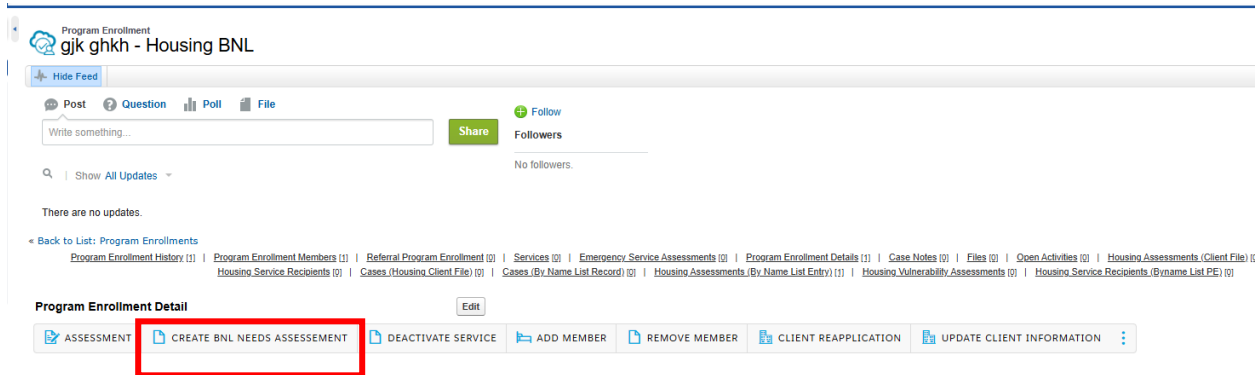 Program Enrollment
gjk ghkh - Housing BNL
Hide Feed
Post Question Poll File
Write something...
Share
Follow
Followers
No followers.
Show All Updates
There are no updates.
« Back to List: Program Enrollments
Program Enrollment History [1] | Program Enrollment Members [1] | Referral Program Enrollment [0] | Services [0] | Emergency Service Assessments [0] | Program Enrollment Details [1] | Case Notes [0] | Files [0] | Open Activities [0] | Housing Assessments (Client File) [0
Housing Service Recipients [0] | Cases (Housing Client File) [0] | Cases (By Name List Record) [0] | Housing Assessments (By Name List Entry) [1] | Housing Vulnerability Assessments [0] | Housing Service Recipients (Byname List PE) [0]
Program Enrollment Detail
Edit
ASSESSMENT CREATE BNL NEEDS ASSESSEMENT DEACTIVATE SERVICE ADD MEMBER REMOVE MEMBER CLIENT REAPPLICATION UPDATE CLIENT INFORMATION